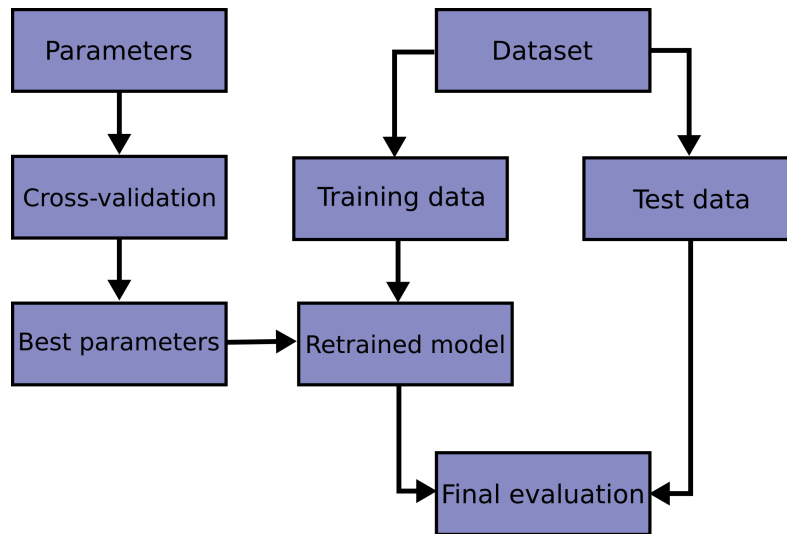 Parameters
Dataset
Cross-validation
Training data
Test data
Best parameters
Retrained model
Final evaluation